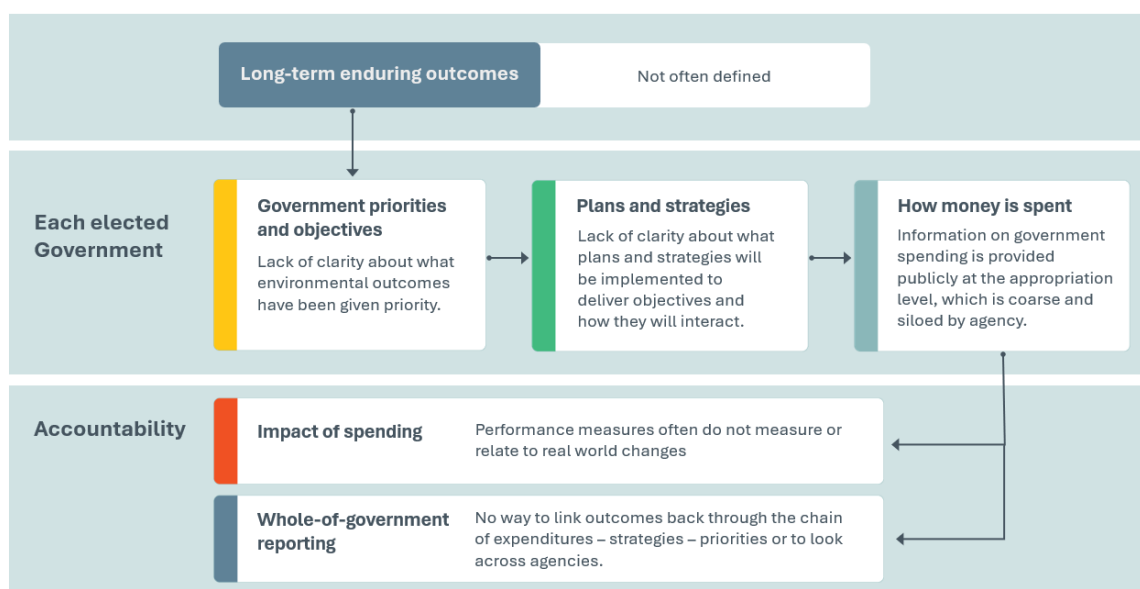 Long-term enduring outcomes
Not often defined
Each elected
Government
Government priorities
and objectives
Lack of clarity about what
environmental outcomes
have been given priority.
Plans and strategies
Lack of clarity about what
plans and strategies will
be implemented to
deliver objectives and
how they will interact.
How money is spent
Information on government
spending is provided
publicly at the appropriation
level, which is coarse and
siloed by agency.
Accountability
Impact of spending
Performance measures often do not measure or
relate to real world changes
Whole-of-government
reporting
No way to link outcomes back through the chain
of expenditures – strategies – priorities or to look
across agencies.